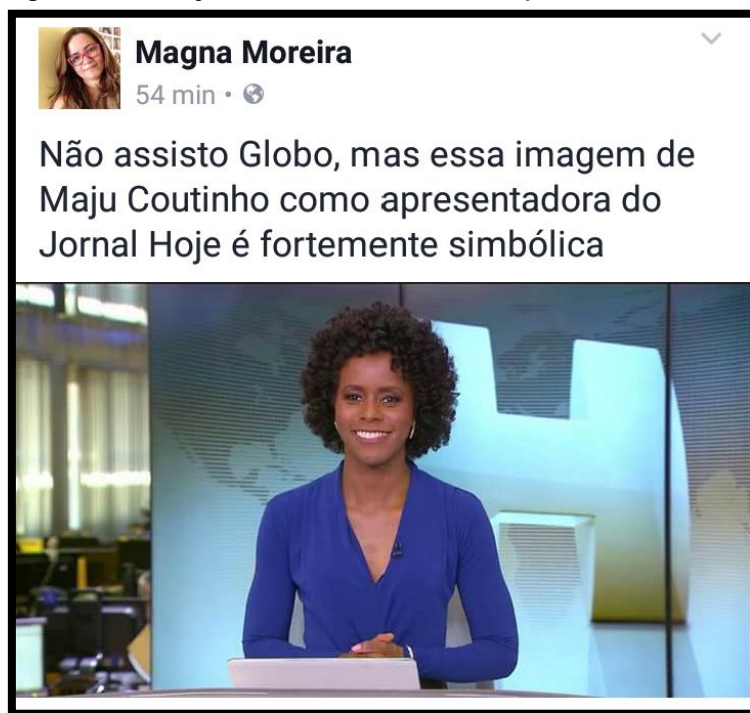 Magna Moreira
54 min
Não assisto Globo, mas essa imagem de
Maju Coutinho como apresentadora do
Jornal Hoje é fortemente simbólica
H